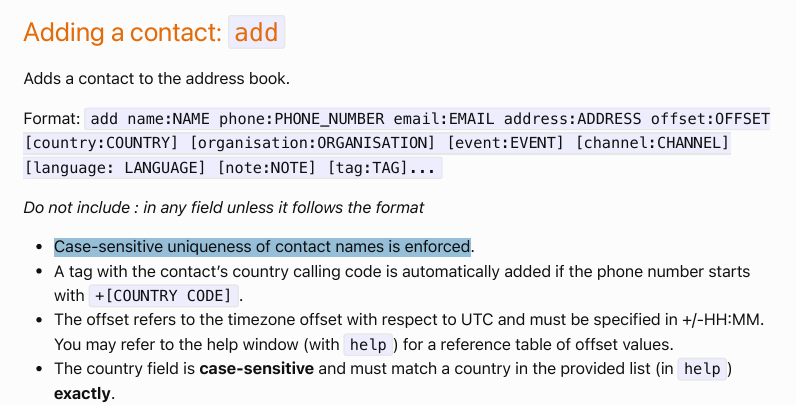 Adding a contact: add
Adds a contact to the address book.
Format: add name:NAME phone:PHONE_NUMBER email:EMAIL address:ADDRESS offset:OFFSET
[country:COUNTRY] [organisation:ORGANISATION] [event:EVENT] [channel:CHANNEL]
[language: LANGUAGE] [note:NOTE] [tag:TAG]...
Do not include : in any field unless it follows the format
• Case-sensitive uniqueness of contact names is enforced.
• A tag with the contact’s country calling code is automatically added if the phone number starts
with +[COUNTRY CODE] .
• The offset refers to the timezone offset with respect to UTC and must be specified in +/-HH:MM.
You may refer to the help window (with help ) for a reference table of offset values.
• The country field is case-sensitive and must match a country in the provided list (in help )
exactly.